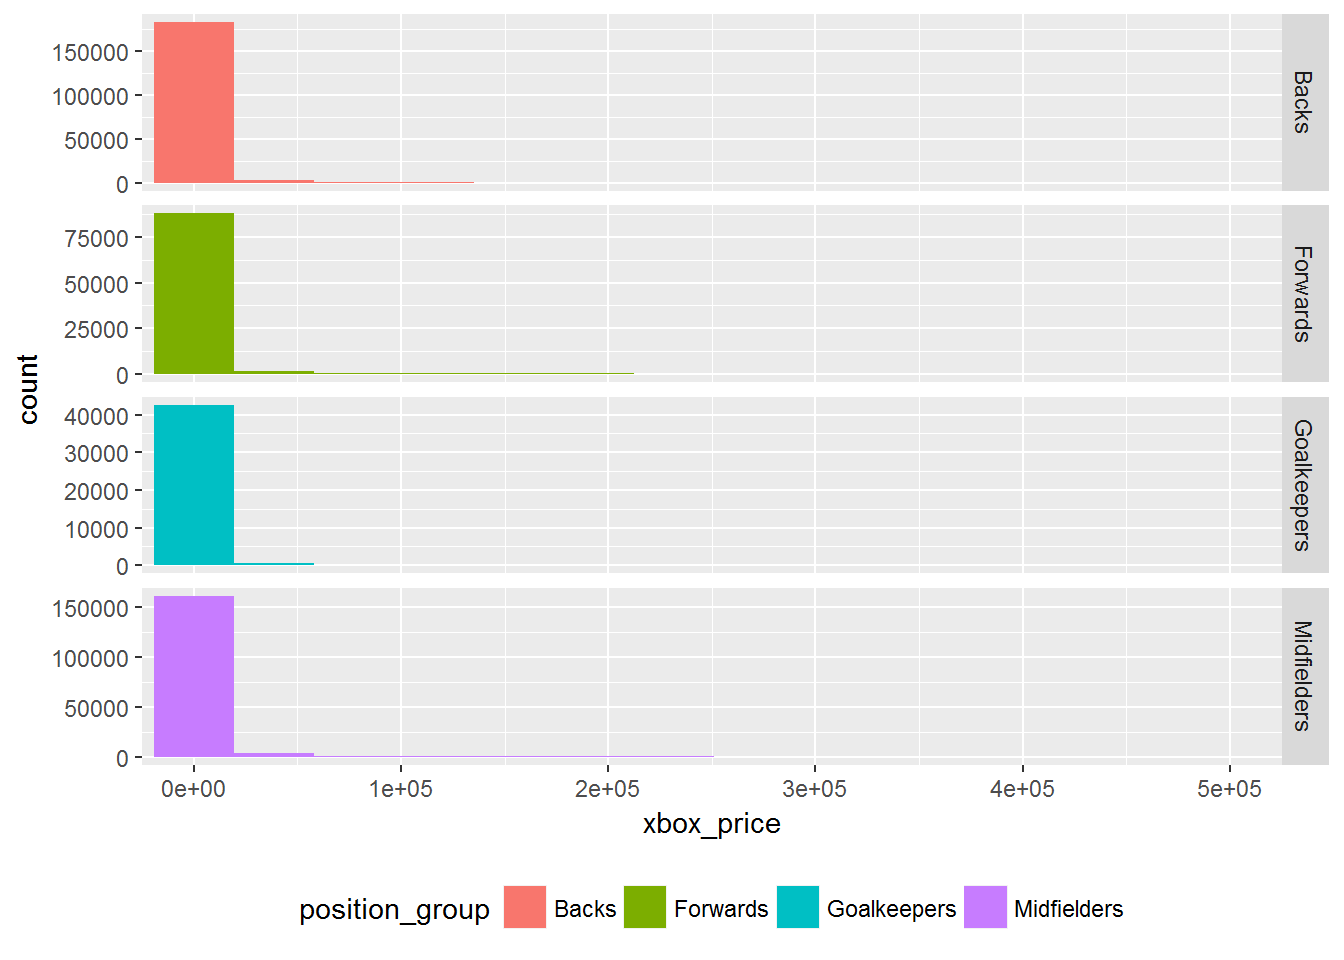 count
150000
100000
50000
0
Backs
75000
50000
25000
0
Forwards
40000
30000
20000
10000
0
Goalkeepers
150000
100000
50000
0
Midfielders
0e+00 1e+05 2e+05 3e+05 4e+05 5e+05
xbox_price
position_group Backs Forwards Goalkeepers Midfielders